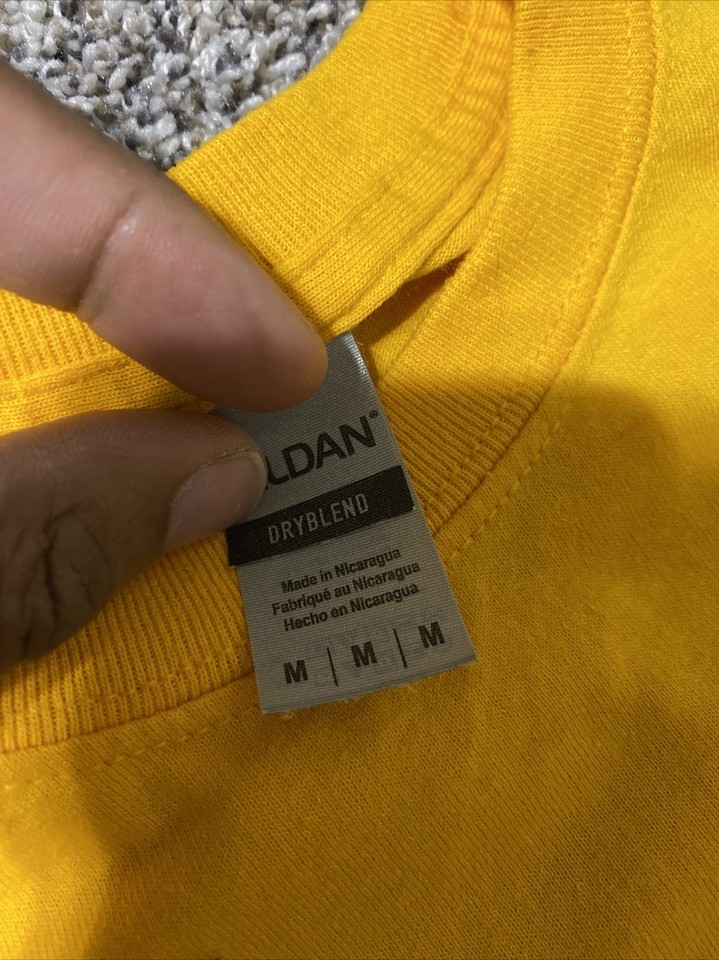 LDAN®
DRYBLEND
Made in Nicaragua
Fabriqué au Nicaragua
Hecho en Nicaragua
M | M | M